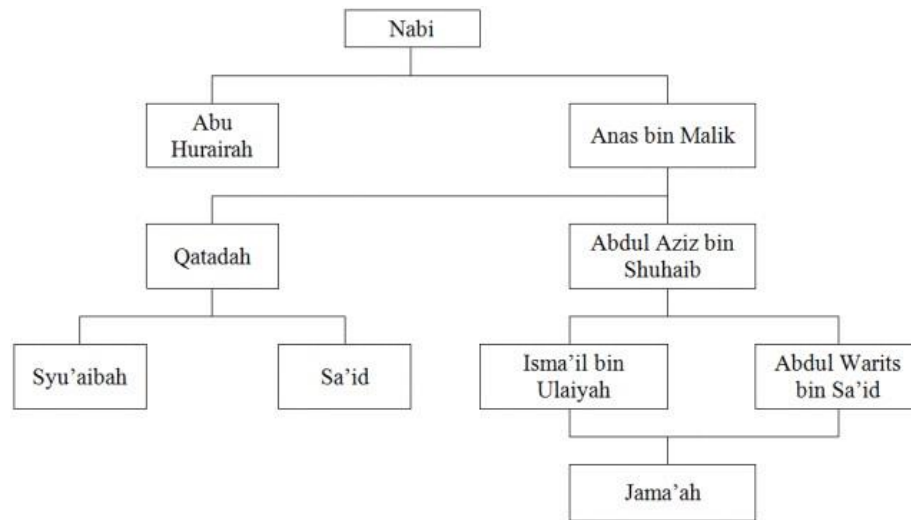 Nabi
Abu
Hurairah
Anas bin Malik
Qatadah
Abdul Aziz bin
Shuhaib
Syu'aibah
Sa'id
Isma'il bin
Ulaiyah
Abdul Warits
bin Sa'id
Jama'ah